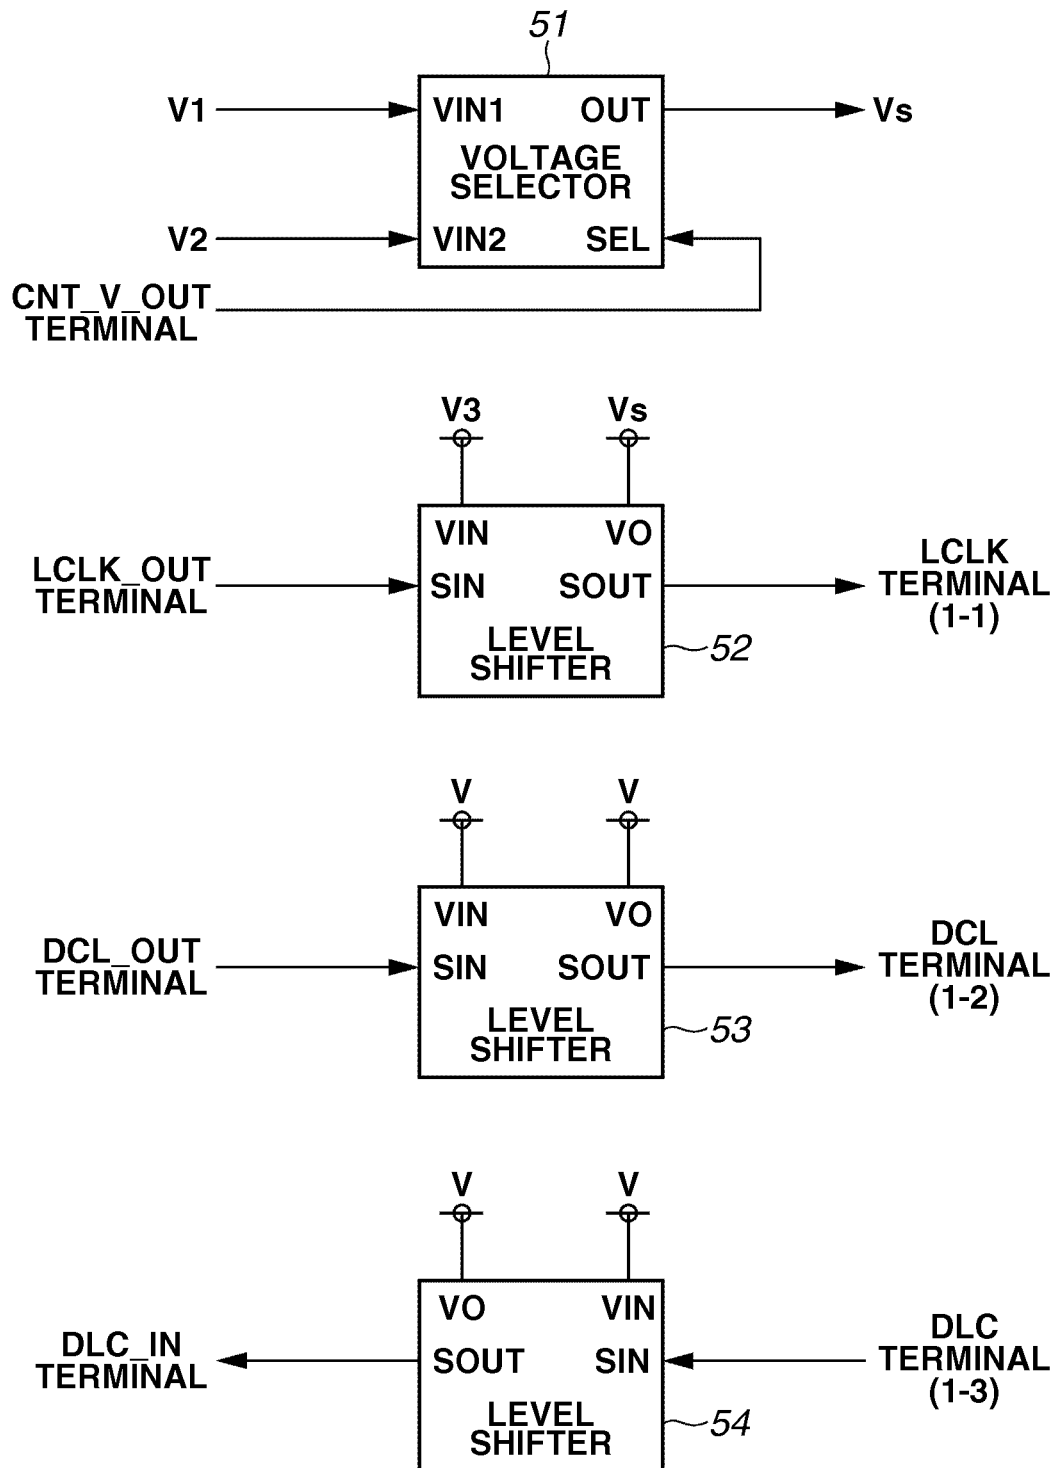 51
V1
VIN1
OUT
Vs
VOLTAGE
SELECTOR
V2
VIN2
SEL
CNT_V_OUT
TERMINAL
V3
Vs
VIN
VO
LCLK_OUT
TERMINAL
SIN
SOUT
LCLK
TERMINAL
(1-1)
LEVEL
SHIFTER
52
V
V
VIN
VO
DCL_OUT
TERMINAL
SIN
SOUT
DCL
TERMINAL
(1-2)
LEVEL
SHIFTER
53
V
V
VO
VIN
DLC_IN
TERMINAL
SOUT
SIN
DLC
TERMINAL
(1-3)
LEVEL
SHIFTER
54